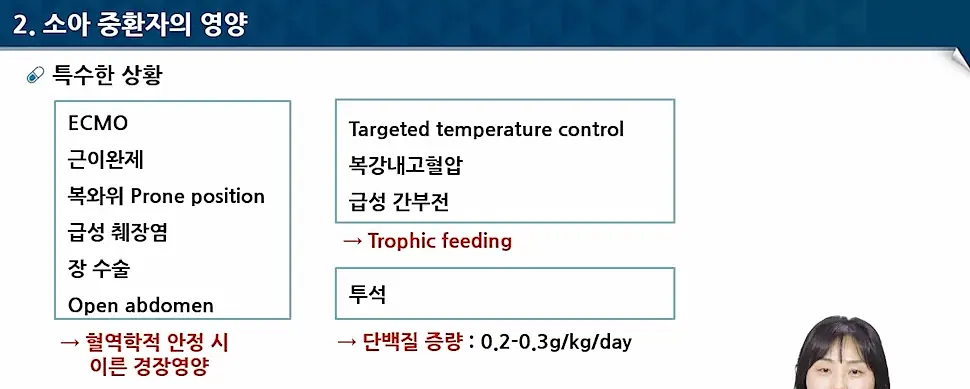 2. 소아 중환자의 영양
특수한 상황
ECMO
근이완제
복와위 Prone position
급성 췌장염
장 수술
Open abdomen
→ 혈역학적 안정 시
이른 경장영양
Targeted temperature control
복강내고혈압
급성 간부전
→ Trophic feeding
투석
→ 단백질 증량 : 0.2-0.3g/kg/day